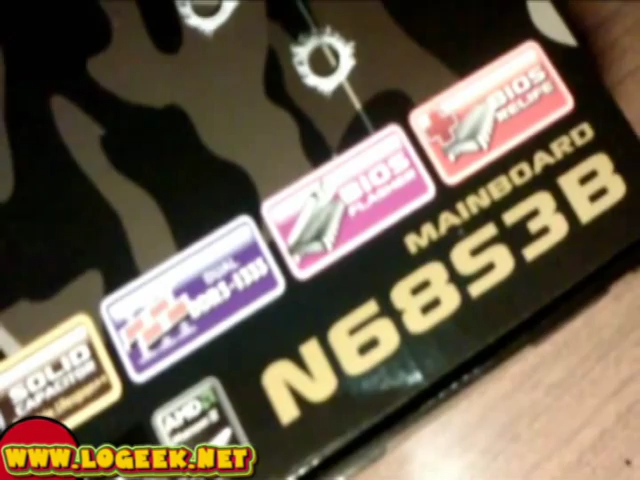 BIOS
RELIFE
BIOS
FLASHER
DUAL
DDR3-1333
SOLID
CAPACITOR
AMD
MAINBOARD
N68S3B
WWW.LOGEEK.NET